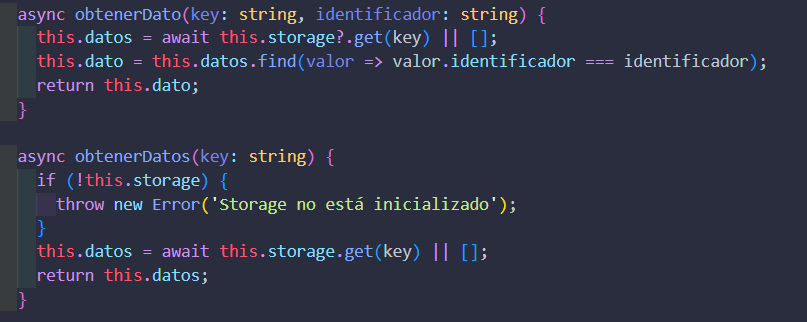 async obtenerDato(key: string, identificador: string) {
  this.datos = await this.storage?.get(key) || [];
  this.dato = this.datos.find(valor => valor.identificador === identificador);
  return this.dato;
}

async obtenerDatos(key: string) {
  if (!this.storage) {
    throw new Error('Storage no está inicializado');
  }
  this.datos = await this.storage.get(key) || [];
  return this.datos;
}